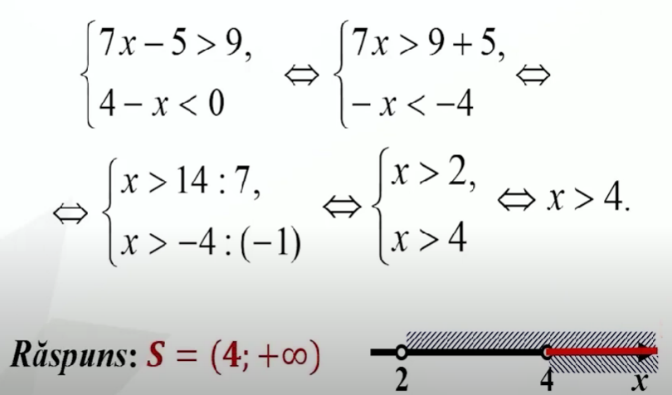 {7x − 5 > 9, ⇔ {7x > 9 + 5, ⇔
{4 − x < 0 {−x < −4
⇔ {x > 14 : 7, ⇔ {x > 2, ⇔ x > 4.
{x > −4 : (−1) {x > 4
Răspuns: S = (4; +∞)
2 4 x